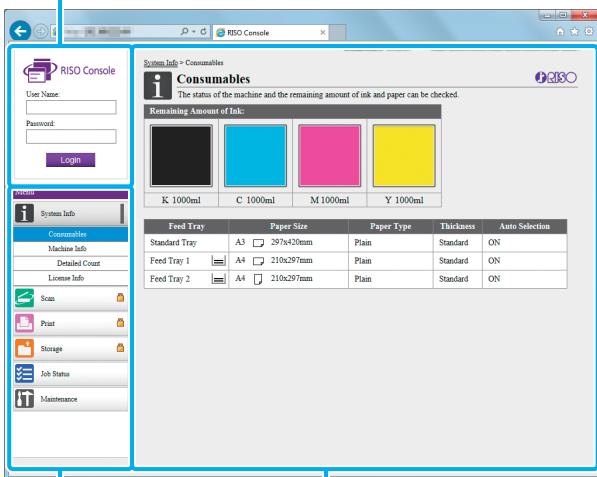 RISO Console
RISO Console
User Name:
Password:
Login
Menu
System Info
Consumables
Machine Info
Detailed Count
License Info
Scan
Print
Storage
Job Status
Maintenance
System Info > Consumables
Consumables
RISO
The status of the machine and the remaining amount of ink and paper can be checked.
Remaining Amount of Ink:
K 1000ml C 1000ml M 1000ml Y 1000ml
Feed Tray Paper Size Paper Type Thickness Auto Selection
Standard Tray A3 297x420mm Plain Standard ON
Feed Tray 1 A4 210x297mm Plain Standard ON
Feed Tray 2 A4 210x297mm Plain Standard ON